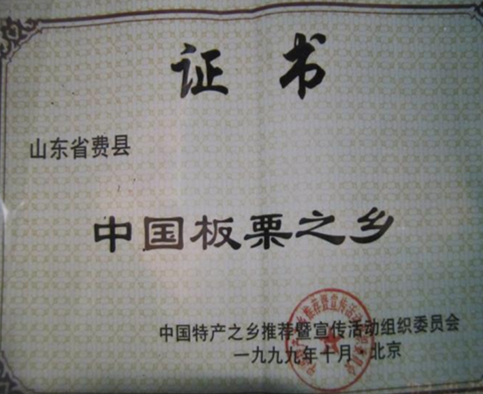 证书
山东省费县
中国板栗之乡
中国特产之乡推荐暨宣传活动组织委员会
一九九九年十月·北京